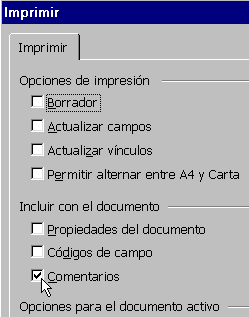 Imprimir
Imprimir
Opciones de impresión
Borrador
Actualizar campos
Actualizar vínculos
Permitir alternar entre A4 y Carta
Incluir con el documento
Propiedades del documento
Códigos de campo
Comentarios
Opciones para el documento activo